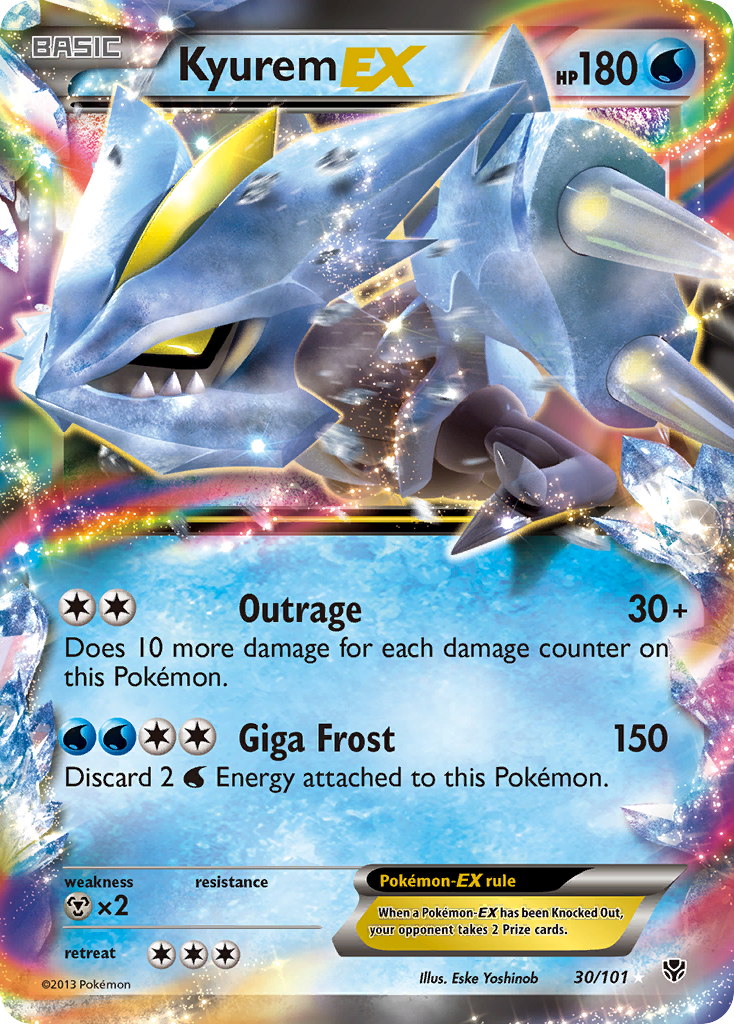 BASIC
Kyurem EX
HP180
Outrage 30+
Does 10 more damage for each damage counter on
this Pokémon.
Giga Frost 150
Discard 2 Energy attached to this Pokémon.
weakness resistance
×2
retreat
Pokémon-EX rule
When a Pokémon-EX has been Knocked Out,
your opponent takes 2 Prize cards.
©2013 Pokémon
Illus. Eske Yoshinob
30/101